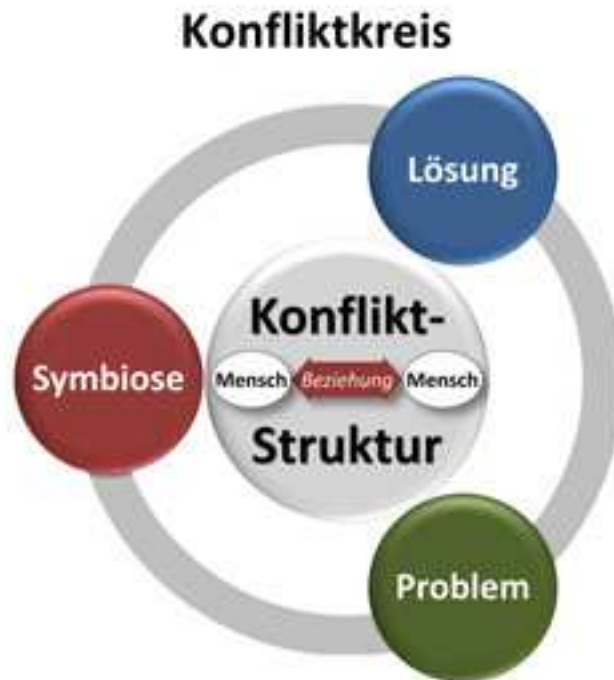 Konfliktkreis
Lösung
Konflikt-
Symbiose
Mensch Beziehung Mensch
Struktur
Problem